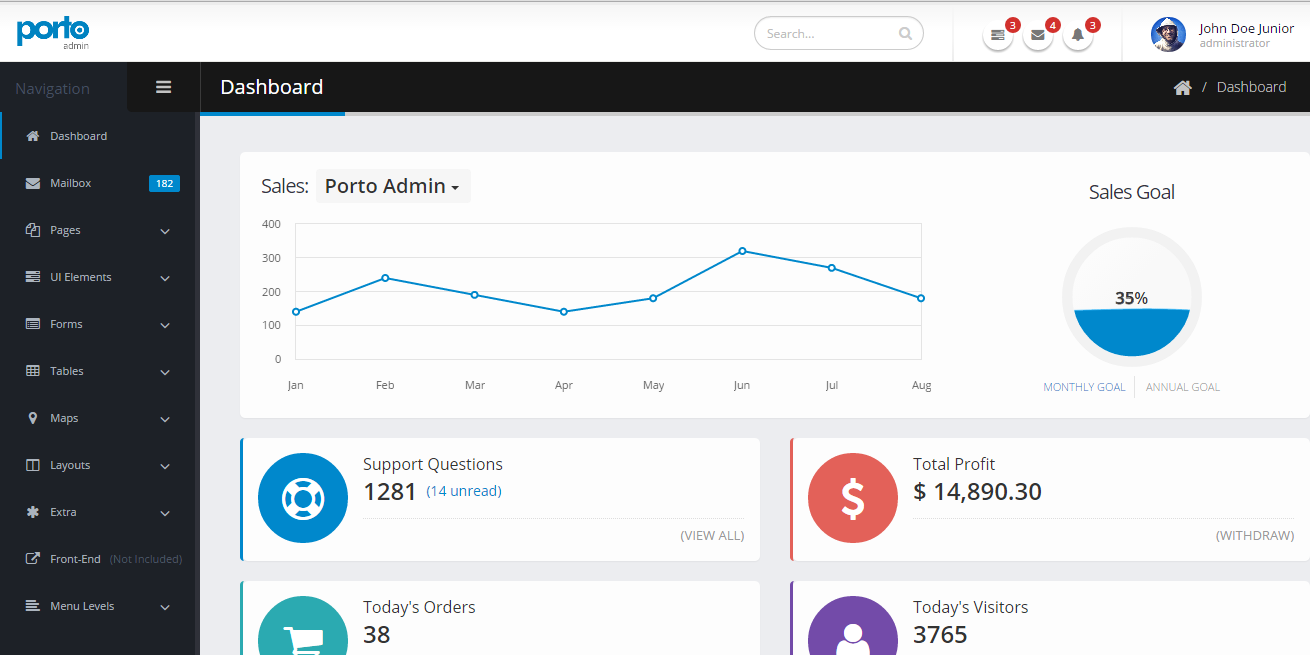 porto
admin
Search...
3
4
3
John Doe Junior
administrator
Navigation
Dashboard
/ Dashboard
Dashboard
Mailbox 182
Pages
UI Elements
Forms
Tables
Maps
Layouts
Extra
Front-End (Not Included)
Menu Levels
Sales: Porto Admin
400
300
200
100
0
Jan Feb Mar Apr May Jun Jul Aug
Sales Goal
35%
MONTHLY GOAL ANNUAL GOAL
Support Questions
1281 (14 unread)
(VIEW ALL)
Total Profit
$ 14,890.30
(WITHDRAW)
Today's Orders
38
Today's Visitors
3765